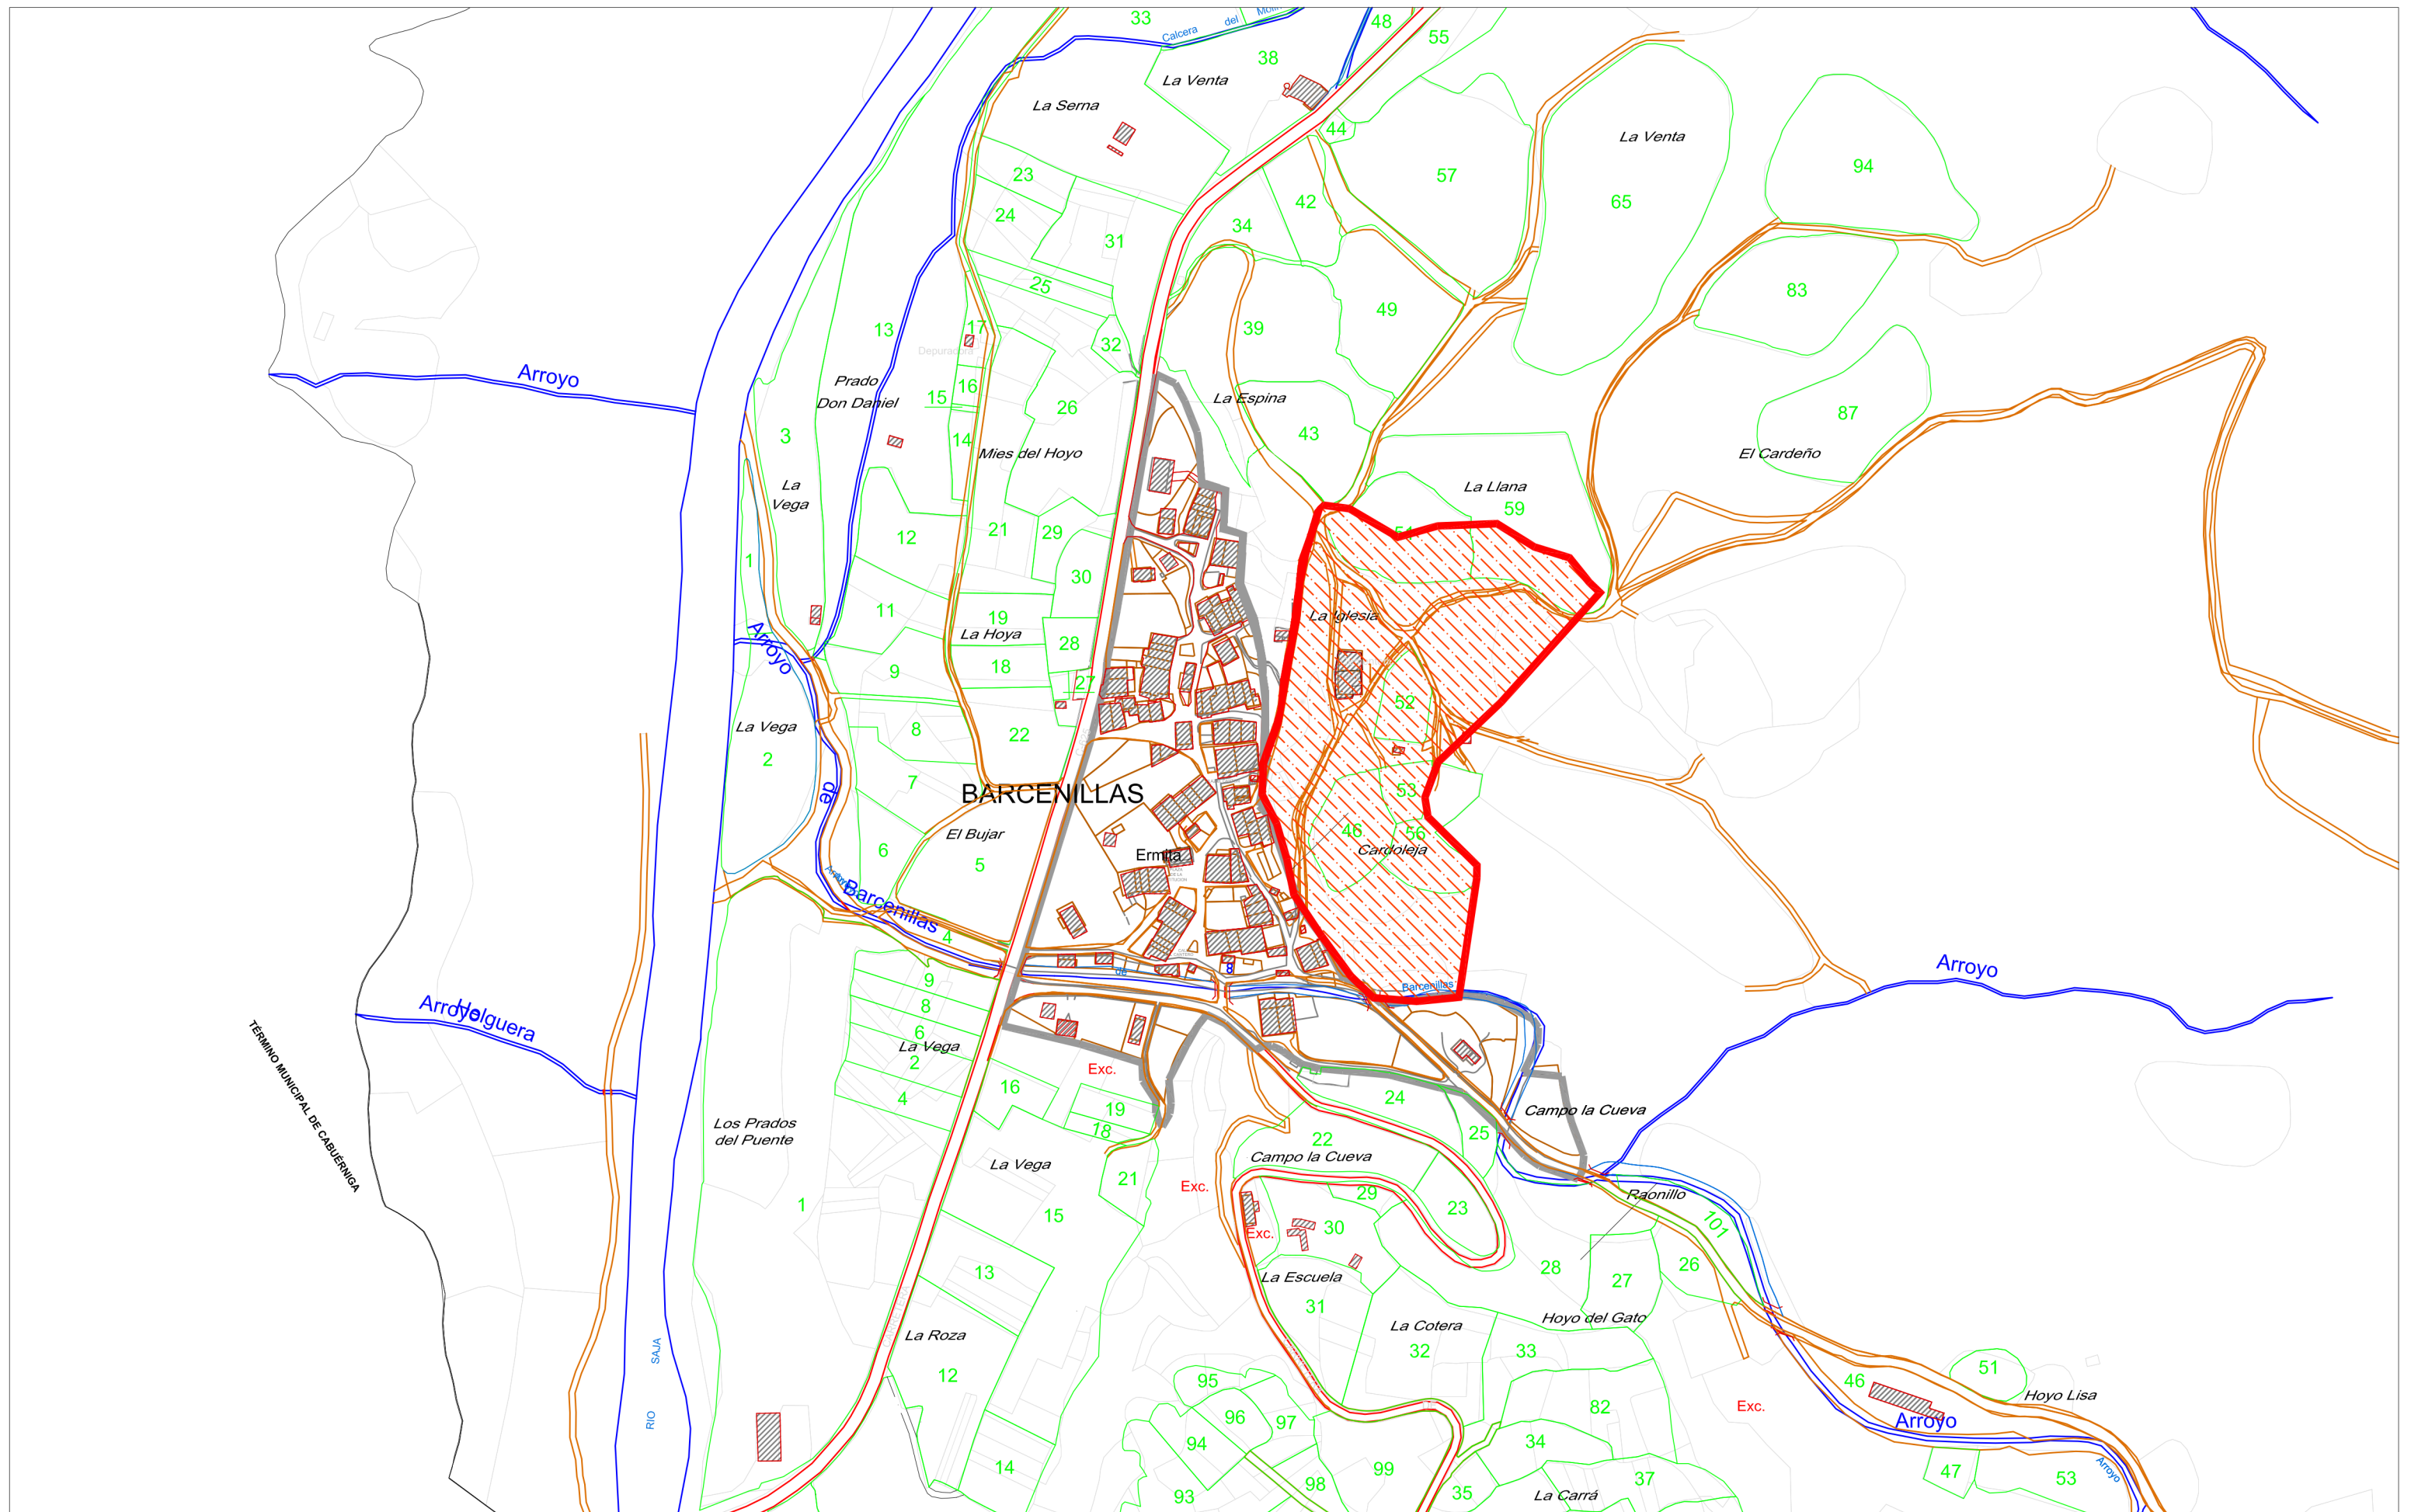 33
Calcera
del
48
55
38
La Venta
La Serna
44
La Venta
57
94
23
65
42
24
34
31
25
83
49
13
17
39
Depuradora
32
Arroyo
Prado
16
15
Don Daniel
La Espina
26
87
3
43
14
Mies del Hoyo
El Cardeño
La
Vega
La Llana
59
12
21
29
1
30
11
19
La Iglesia
La Hoya
28
Arroyo
9
18
27
52
La Vega
8
22
2
7
de
BARCENILLAS
53
46
56
El Bujar
6
5
Ermita
Cardoleja
Barcenillas
4
de
8
Arroyo
9
Barcenillas
Arroyo
Helguera
8
6
La Vega
2
TÉRMINO MUNICIPAL DE CABUÉRNIGA
Exc.
16
4
24
19
Campo la Cueva
Los Prados
del Puente
18
25
22
Campo la Cueva
La Vega
21
Exc.
29
Raonillo
1
15
30
23
101
Exc.
28
26
13
La Escuela
27
31
Hoyo del Gato
La Roza
La Cotera
SAJA
32
33
12
51
95
46
Hoyo Lisa
RIO
96
97
82
Exc.
Arroyo
94
34
14
99
98
37
47
53
Arroyo
93
35
La Carrá